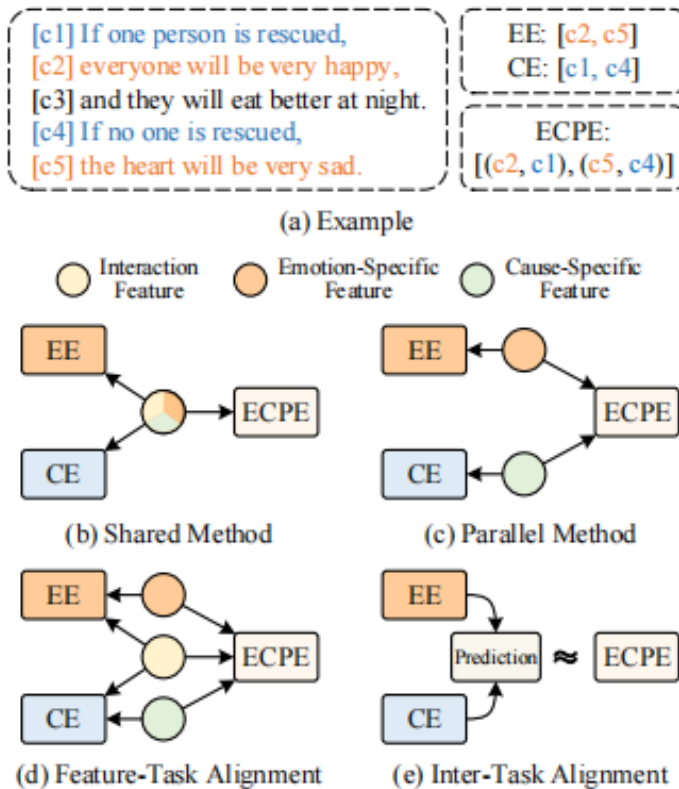 [c1] If one person is rescued,
[c2] everyone will be very happy,
[c3] and they will eat better at night.
[c4] If no one is rescued,
[c5] the heart will be very sad.
EE: [c2, c5]
CE: [c1, c4]
ECPE:
[(c2, c1), (c5, c4)]
(a) Example
Interaction
Feature
Emotion-Specific
Feature
Cause-Specific
Feature
EE
CE
ECPE
(b) Shared Method
EE
CE
ECPE
(c) Parallel Method
EE
CE
ECPE
(d) Feature-Task Alignment
EE
Prediction
≈
ECPE
CE
(e) Inter-Task Alignment